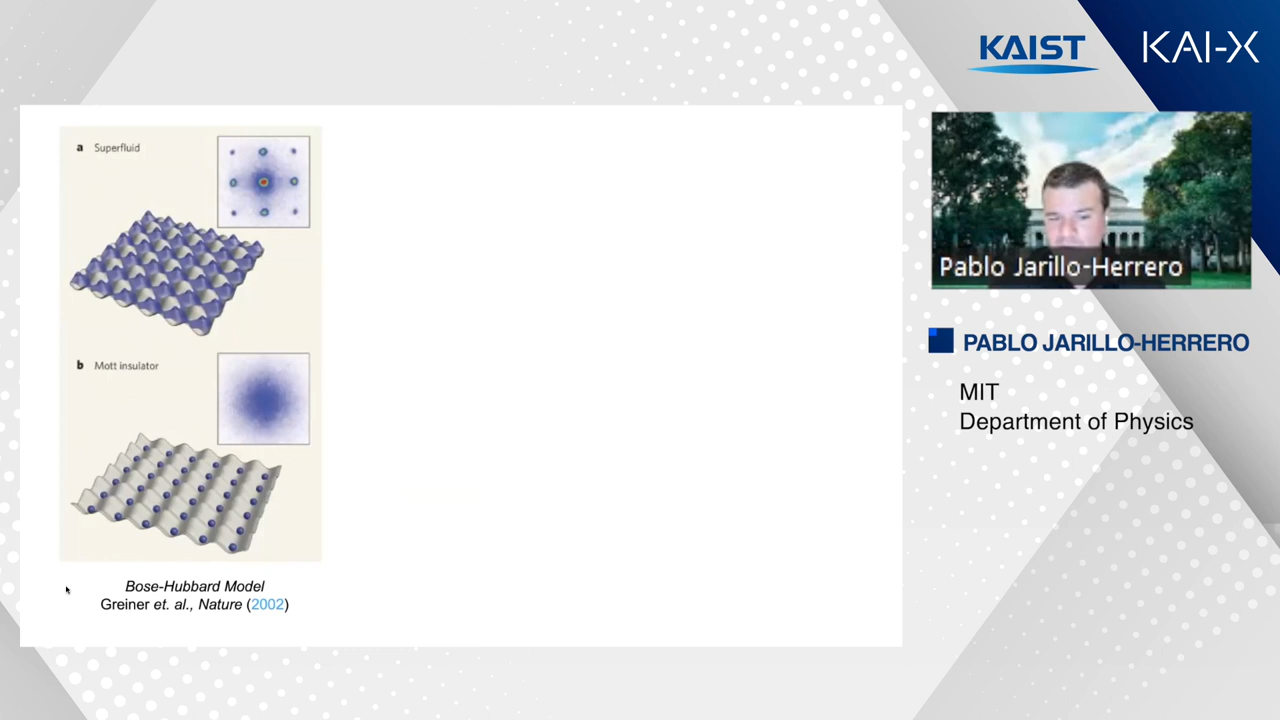 KAIST
KAI-X
a Superfluid
b Mott insulator
Bose-Hubbard Model
Greiner et. al., Nature (2002)
Pablo Jarillo-Herrero
PABLO JARILLO-HERRERO
MIT
Department of Physics